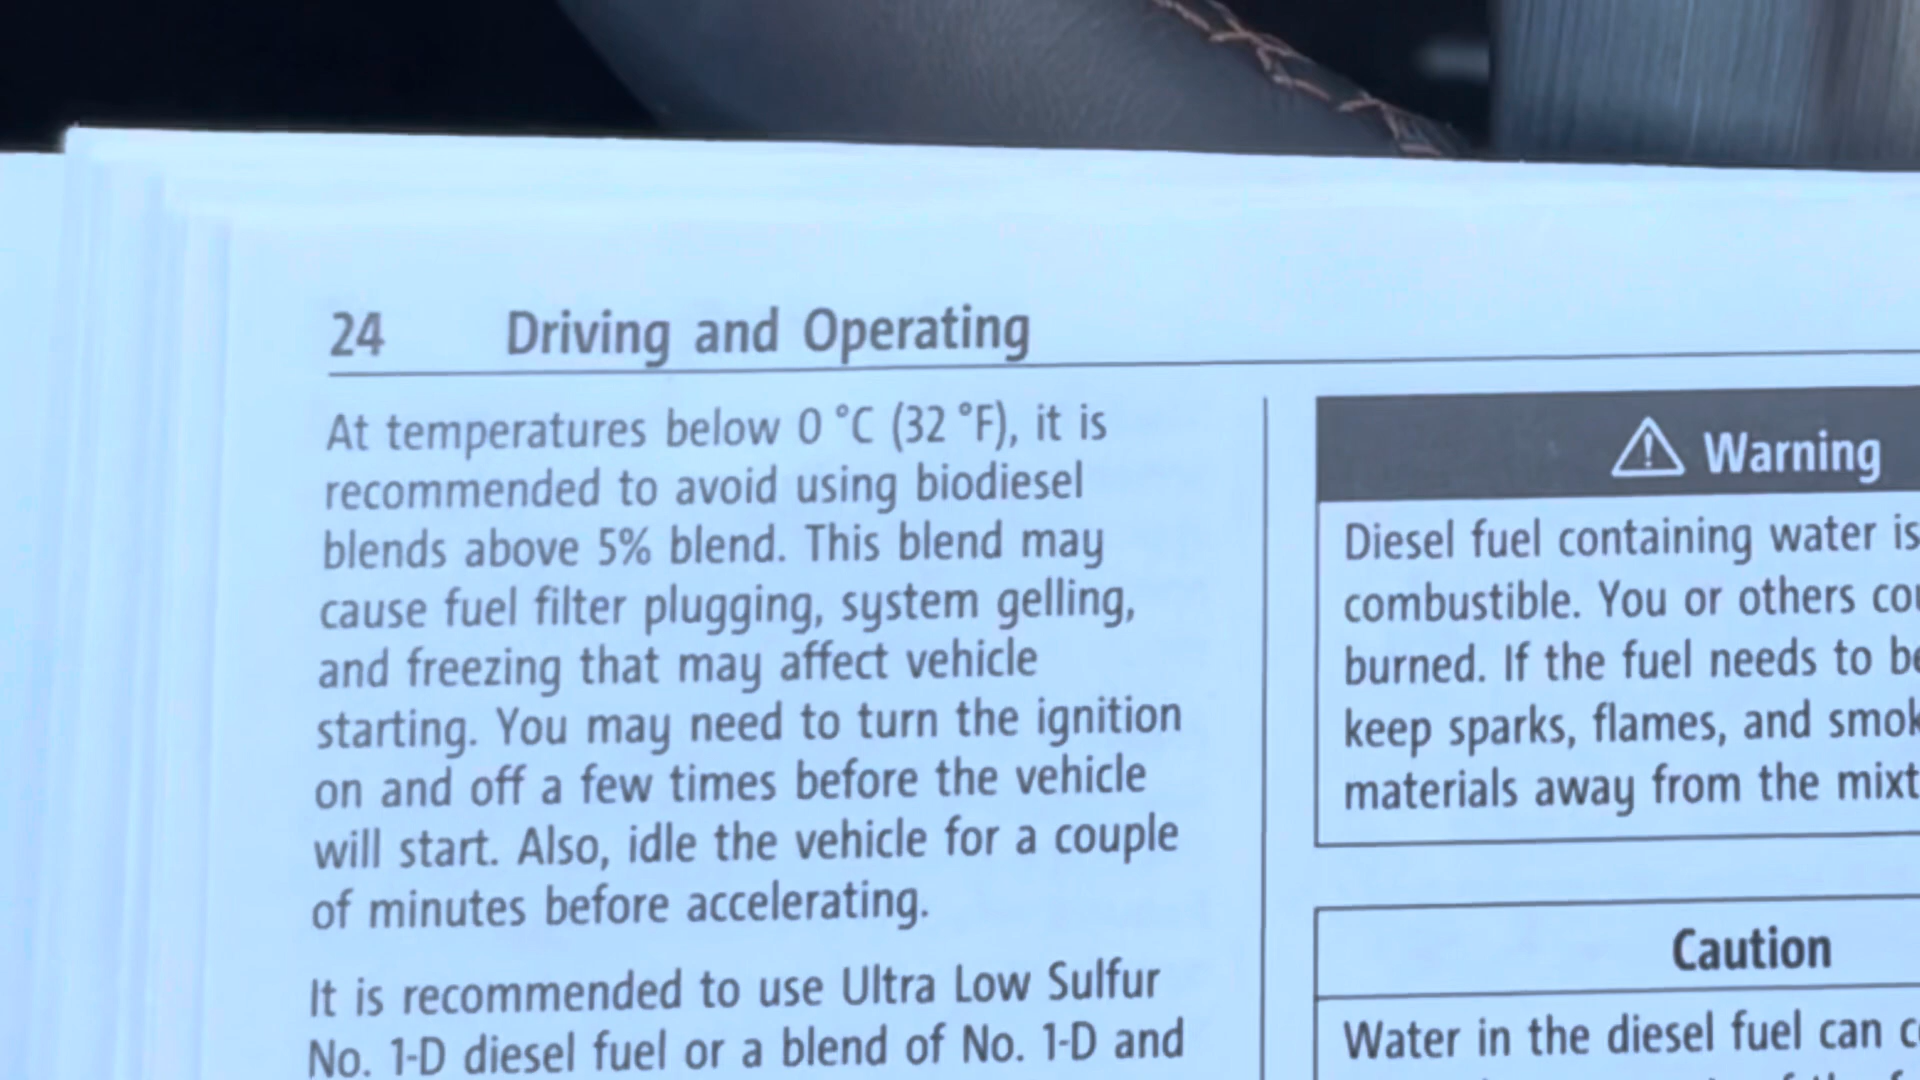 24 Driving and Operating
At temperatures below 0 °C (32 °F), it is
recommended to avoid using biodiesel
blends above 5% blend. This blend may
cause fuel filter plugging, system gelling,
and freezing that may affect vehicle
starting. You may need to turn the ignition
on and off a few times before the vehicle
will start. Also, idle the vehicle for a couple
of minutes before accelerating.
It is recommended to use Ultra Low Sulfur
No. 1-D diesel fuel or a blend of No. 1-D and
Warning
Diesel fuel containing water is
combustible. You or others
burned. If the fuel needs to
keep sparks, flames, and
materials away from the
Caution
Water in the diesel fuel can